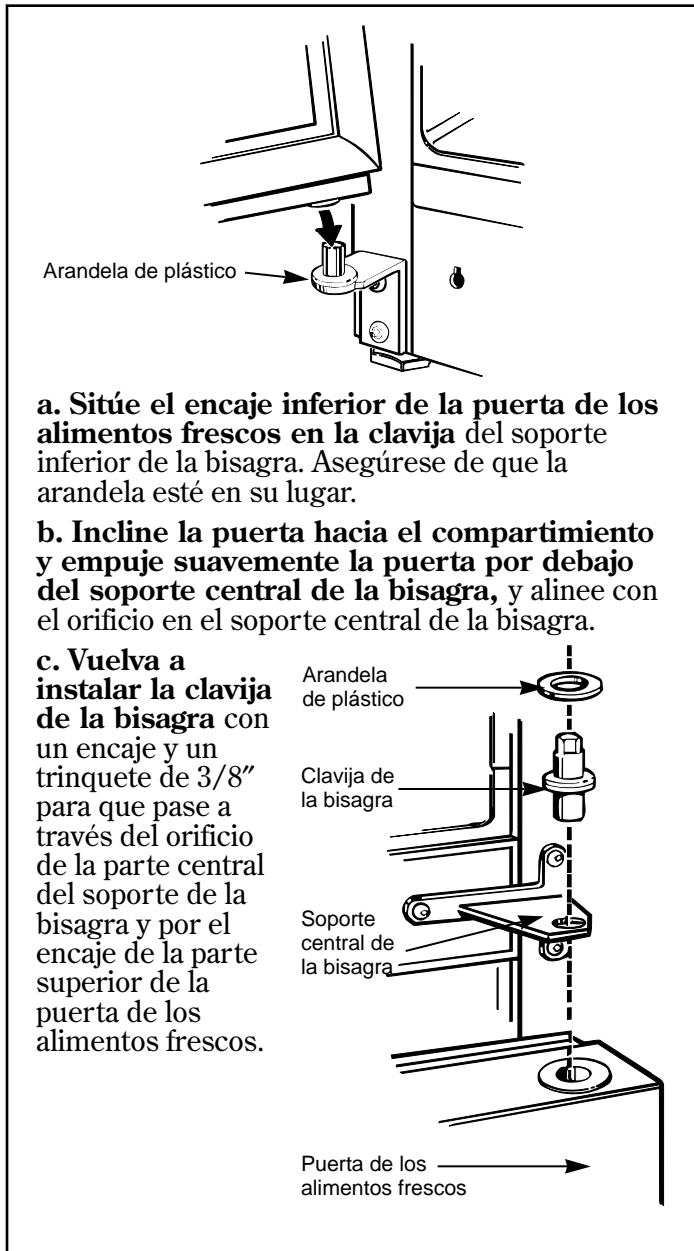 Arandela de plástico
a. Sitúe el encaje inferior de la puerta de los
alimentos frescos en la clavija del soporte
inferior de la bisagra. Asegúrese de que la
arandela esté en su lugar.
b. Incline la puerta hacia el compartimiento
y empuje suavemente la puerta por debajo
del soporte central de la bisagra, y alinee con
el orificio en el soporte central de la bisagra.
c. Vuelva a
instalar la clavija
de la bisagra con
un encaje y un
trinquete de 3/8″
para que pase a
través del orificio
de la parte central
del soporte de la
bisagra y por el
encaje de la parte
superior de la
puerta de los
alimentos frescos.
Arandela
de plástico
Clavija de
la bisagra
Soporte
central de
la bisagra
Puerta de los
alimentos frescos